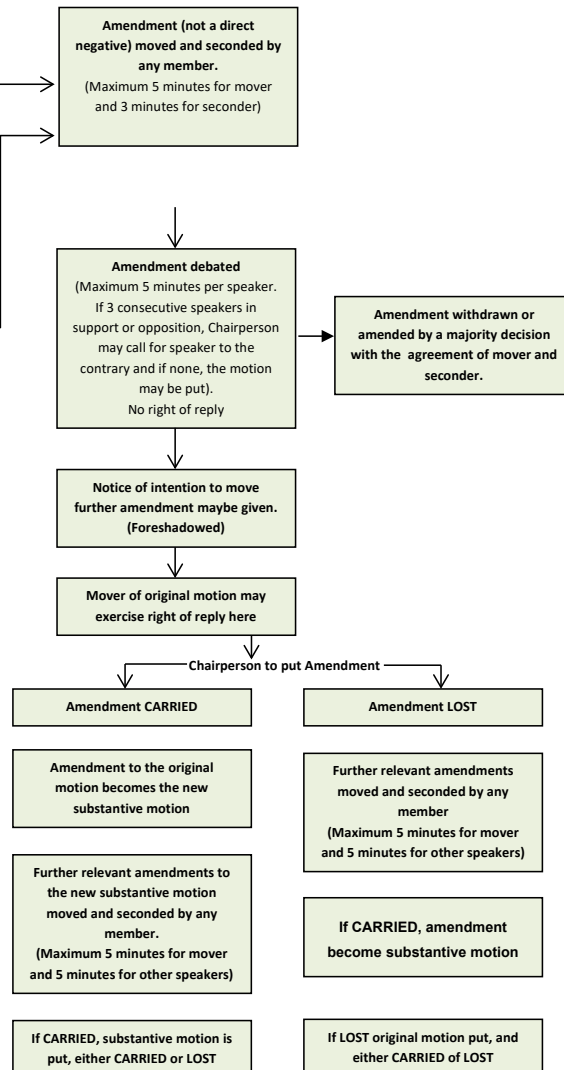 Amendment (not a direct
negative) moved and seconded by
any member.
(Maximum 5 minutes for mover
and 3 minutes for seconder)
Amendment debated
(Maximum 5 minutes per speaker.
If 3 consecutive speakers in
support or opposition, Chairperson
may call for speaker to the
contrary and if none, the motion
may be put).
No right of reply
Amendment withdrawn or
amended by a majority decision
with the agreement of mover and
seconder.
Notice of intention to move
further amendment maybe given.
(Foreshadowed)
Mover of original motion may
exercise right of reply here
Chairperson to put Amendment
Amendment CARRIED
Amendment to the original
motion becomes the new
substantive motion
Further relevant amendments to
the new substantive motion
moved and seconded by any
member.
(Maximum 5 minutes for mover
and 5 minutes for other speakers)
If CARRIED, substantive motion is
put, either CARRIED or LOST
Amendment LOST
Further relevant amendments
moved and seconded by any
member
(Maximum 5 minutes for mover
and 5 minutes for other speakers)
If CARRIED, amendment
become substantive motion
If LOST original motion put, and
either CARRIED of LOST